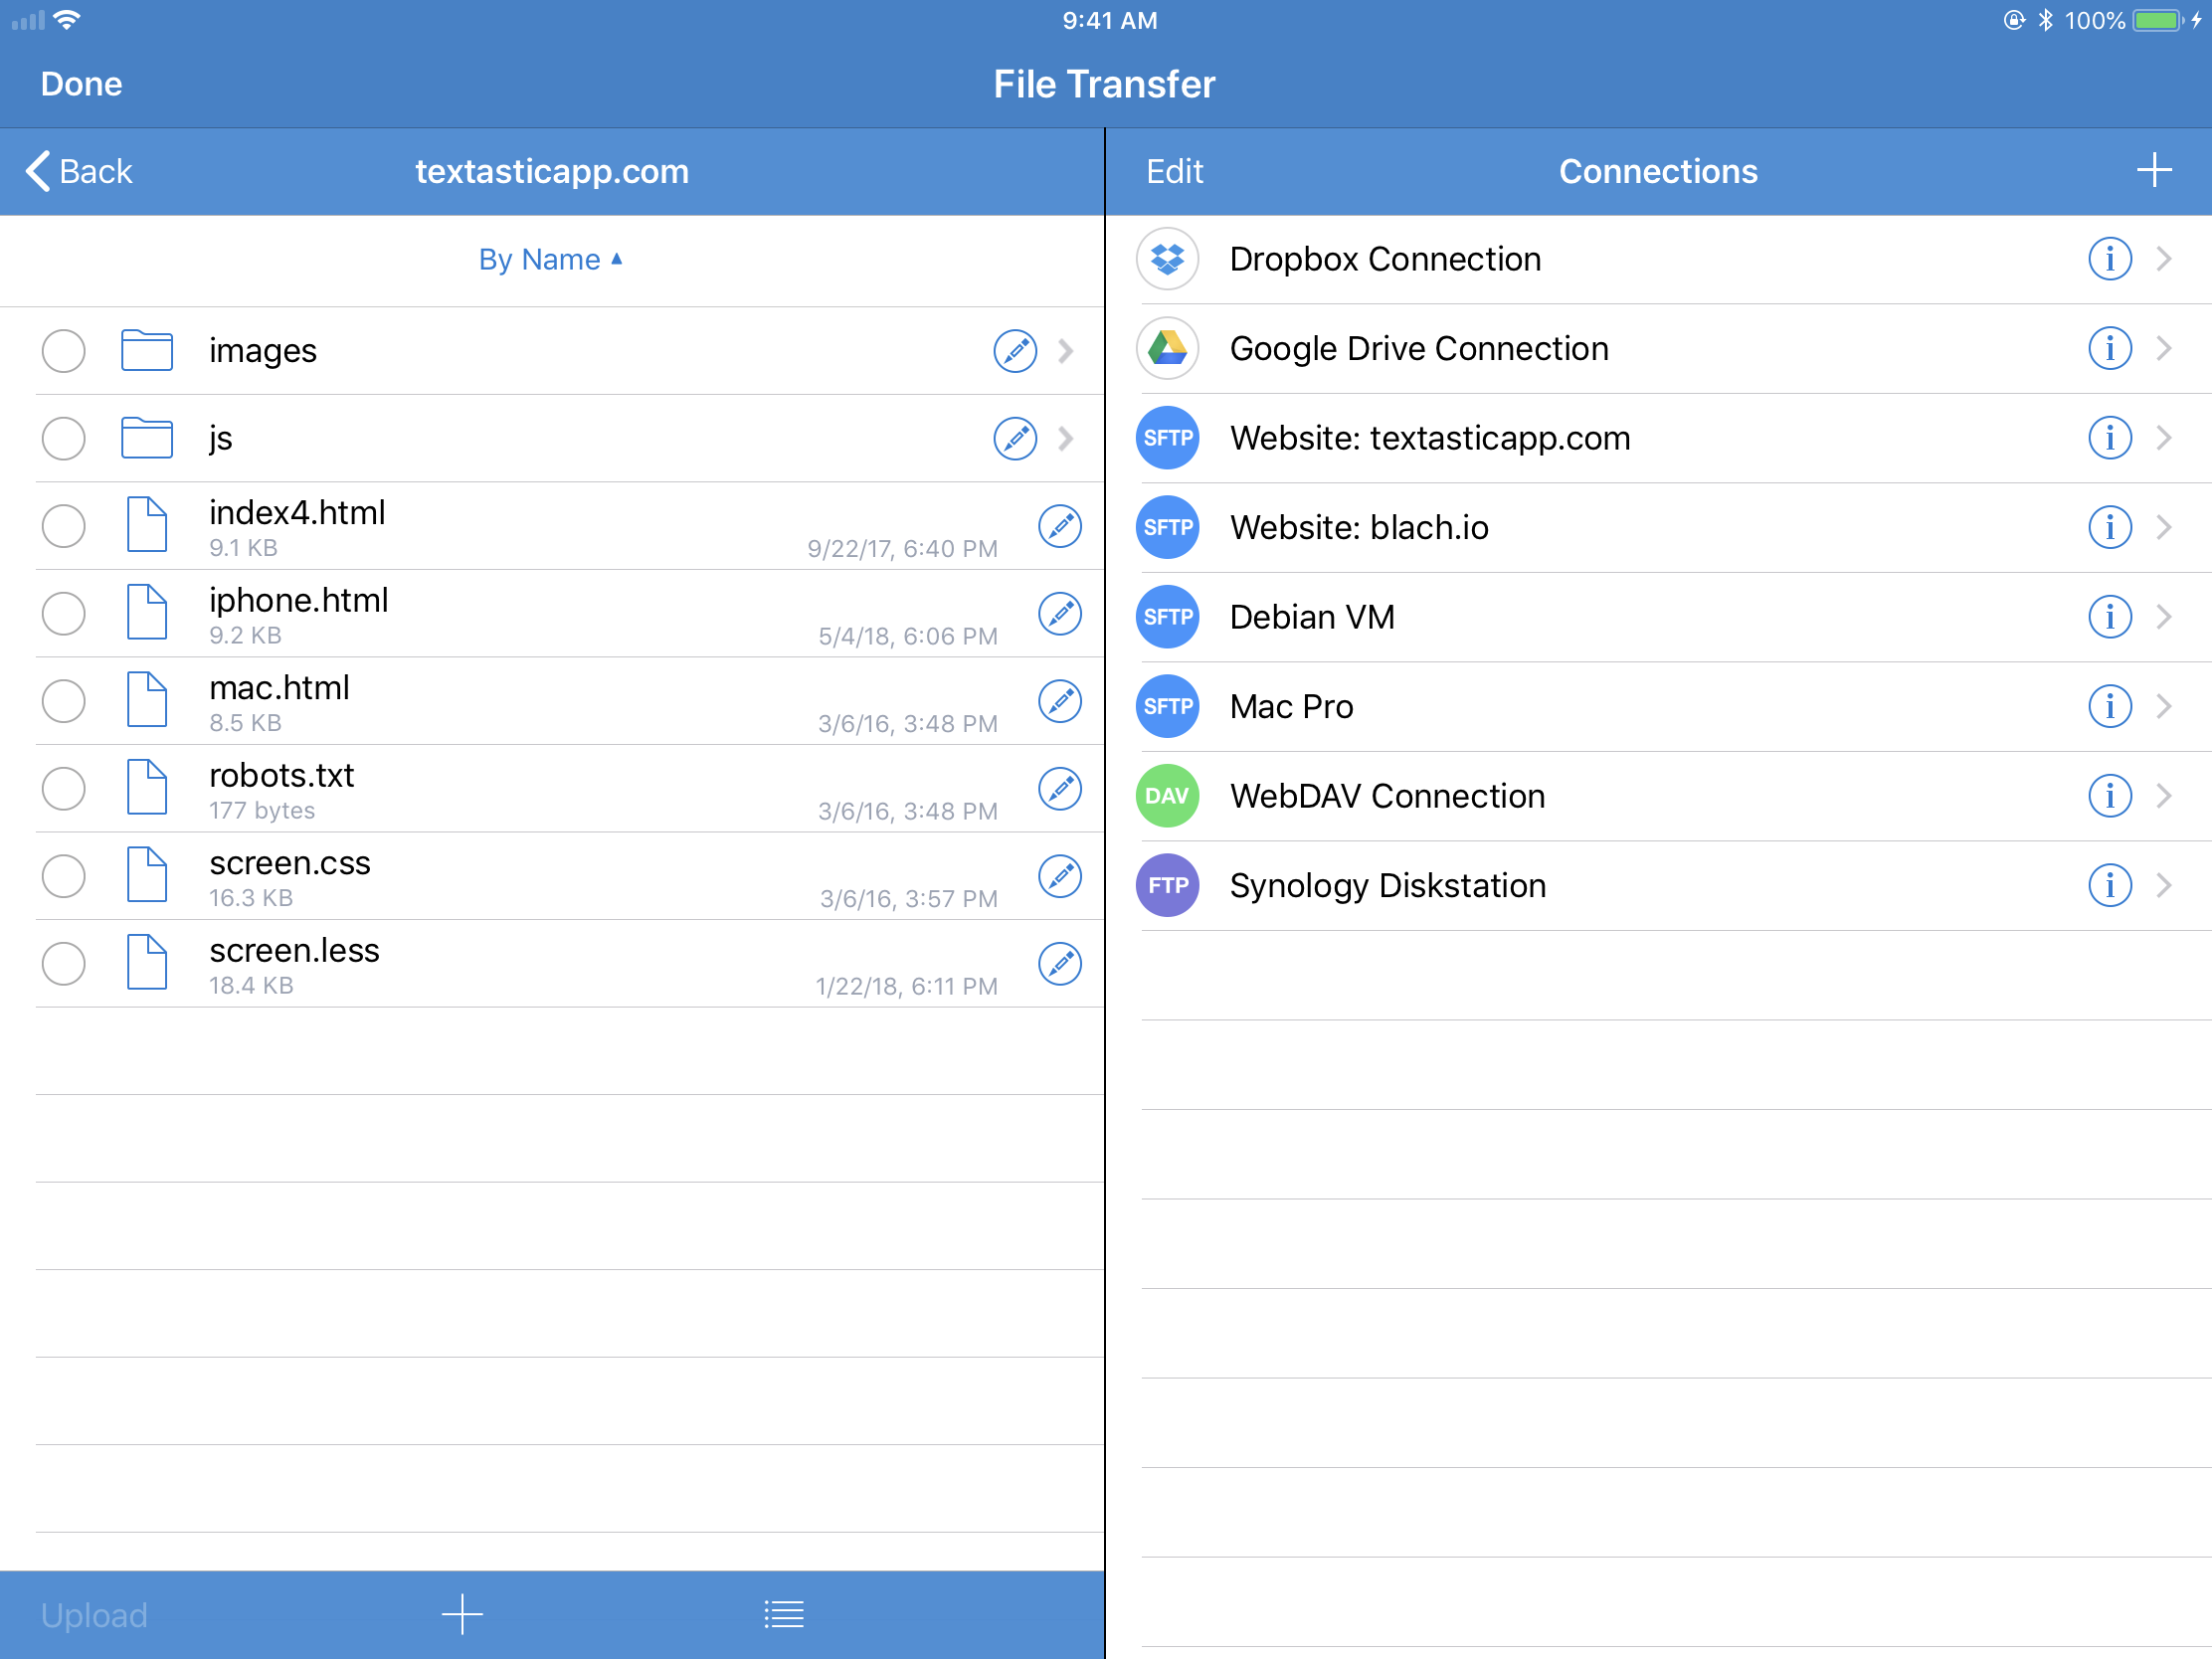 9:41 AM
100%
Done
File Transfer
Back
textasticapp.com
By Name ▲
images
js
index4.html
9.1 KB
9/22/17, 6:40 PM
iphone.html
9.2 KB
5/4/18, 6:06 PM
mac.html
8.5 KB
3/6/16, 3:48 PM
robots.txt
177 bytes
3/6/16, 3:48 PM
screen.css
16.3 KB
3/6/16, 3:57 PM
screen.less
18.4 KB
1/22/18, 6:11 PM
Upload
Edit
Connections
Dropbox Connection
Google Drive Connection
SFTP Website: textasticapp.com
SFTP Website: blach.io
SFTP Debian VM
SFTP Mac Pro
DAV WebDAV Connection
FTP Synology Diskstation